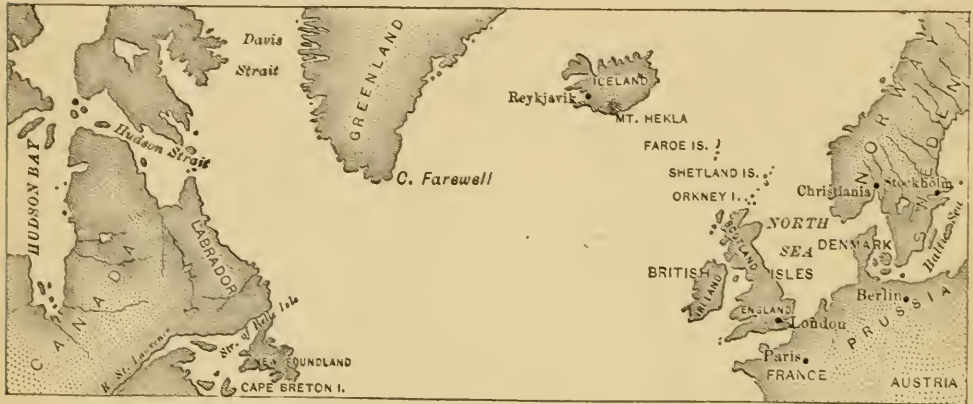 Davis
Strait
HUDSON BAY
Hudson Strait
GREENLAND
C. Farewell
ICELAND
Reykjavik
MT. HEKLA
FAROE IS.
SHETLAND IS.
ORKNEY I.
NORWAY
SWEDEN
Christiania
Stockholm
NORTH
SEA
DENMARK
Baltic Sea
SCOTLAND
BRITISH
ISLES
IRELAND
ENGLAND
London
Berlin
PRUSSIA
Paris
FRANCE
AUSTRIA
CANADA
LABRADOR
R. St. Lawrence
Str. of Belle Isle
NEW FOUNDLAND
CAPE BRETON I.